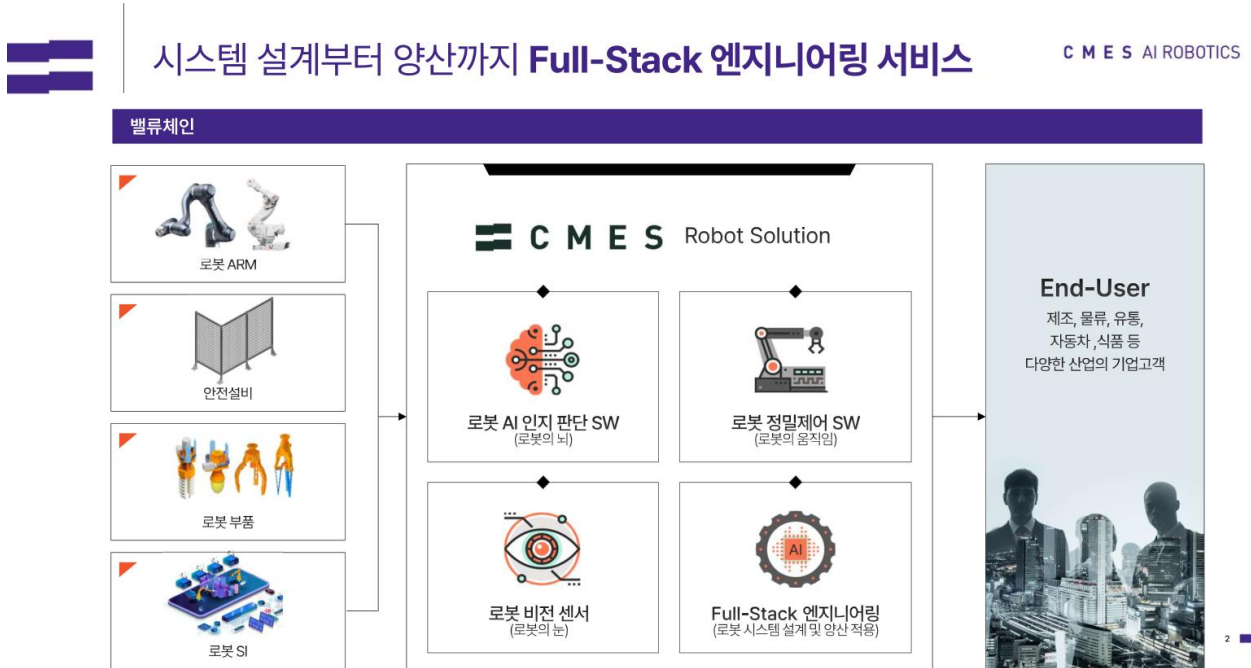 시스템 설계부터 양산까지 Full-Stack 엔지니어링 서비스
CMES AI ROBOTICS
밸류체인
로봇 ARM
안전설비
로봇 부품
로봇 SI
CMES Robot Solution
로봇 AI 인지 판단 SW
(로봇의 뇌)
로봇 정밀제어 SW
(로봇의 움직임)
로봇 비전 센서
(로봇의 눈)
AI
Full-Stack 엔지니어링
(로봇 시스템 설계 및 양산 적용)
End-User
제조, 물류, 유통,
자동차 ,식품 등
다양한 산업의 기업고객
2